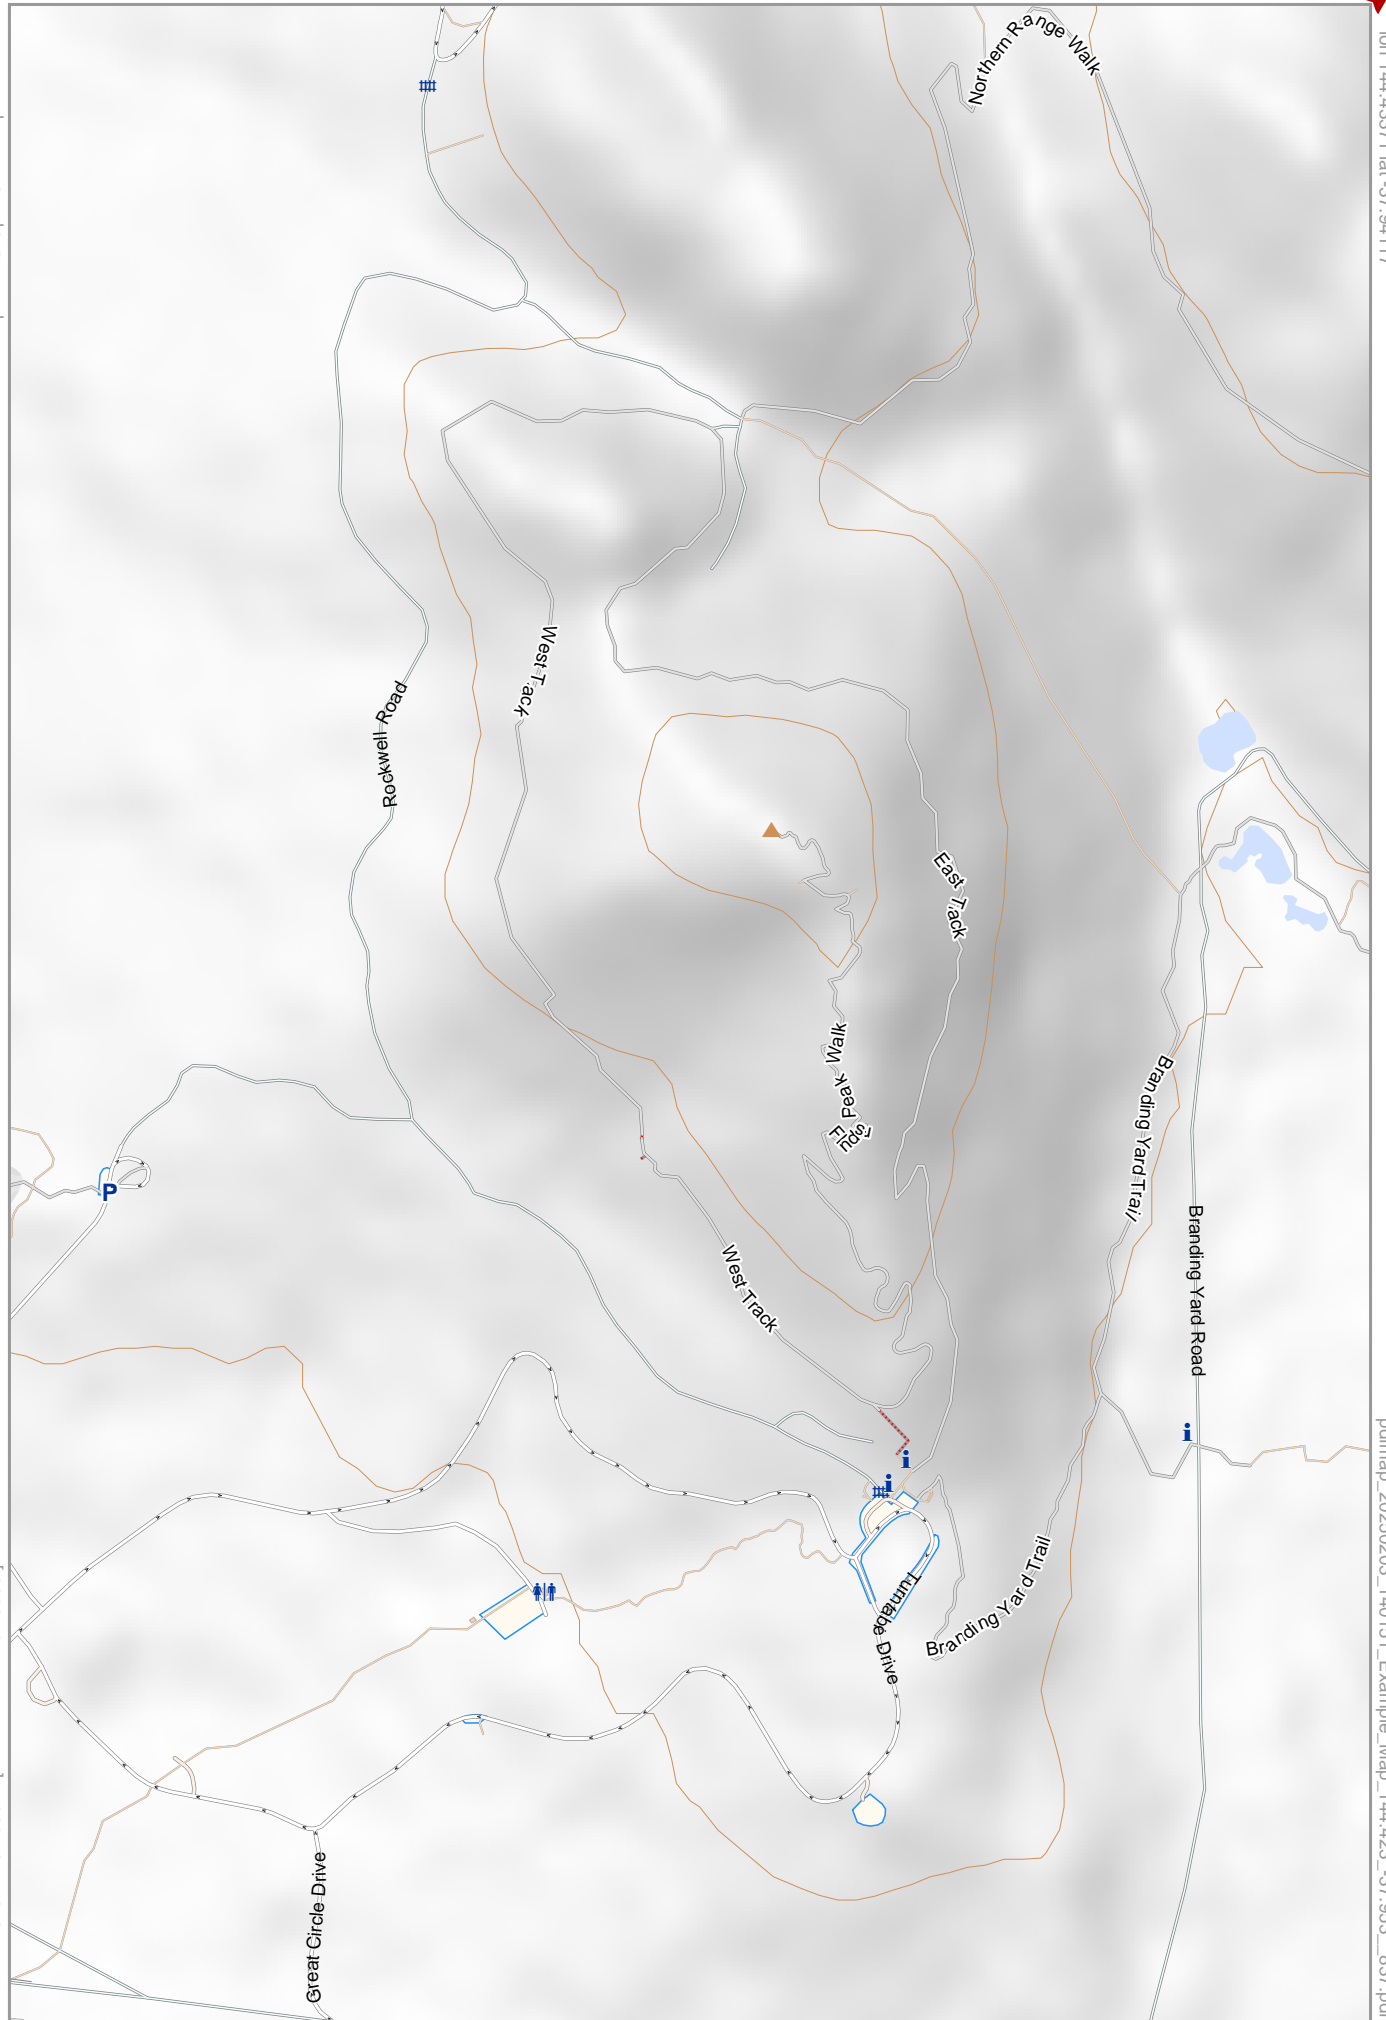 Northern Range Walk
West Track
Rockwell Road
East Track
Flinders Peak Walk
Branding Yard Trail
Branding Yard Road
West Track
P
i
i
i
Turntable Drive
Branding Yard Trail
Great Circle Drive